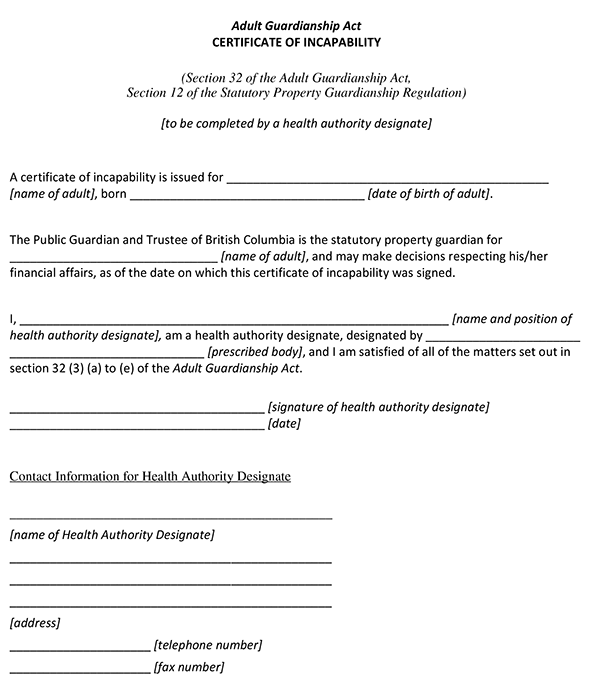 Adult Guardianship Act
CERTIFICATE OF INCAPABILITY
(Section 32 of the Adult Guardianship Act,
Section 12 of the Statutory Property Guardianship Regulation)
[to be completed by a health authority designate]
A certificate of incapability is issued for ________________________________________________
[name of adult], born ___________________________________ [date of birth of adult].
The Public Guardian and Trustee of British Columbia is the statutory property guardian for
_______________________________ [name of adult], and may make decisions respecting his/her
financial affairs, as of the date on which this certificate of incapability was signed.
I, ________________________________________________________________ [name and position of
health authority designate], am a health authority designate, designated by _______________________
_____________________________ [prescribed body], and I am satisfied of all of the matters set out in
section 32 (3) (a) to (e) of the Adult Guardianship Act.
______________________________________ [signature of health authority designate]
______________________________________ [date]
Contact Information for Health Authority Designate
________________________________________________
[name of Health Authority Designate]
________________________________________________
________________________________________________
________________________________________________
[address]
_____________________ [telephone number]
_____________________ [fax number]